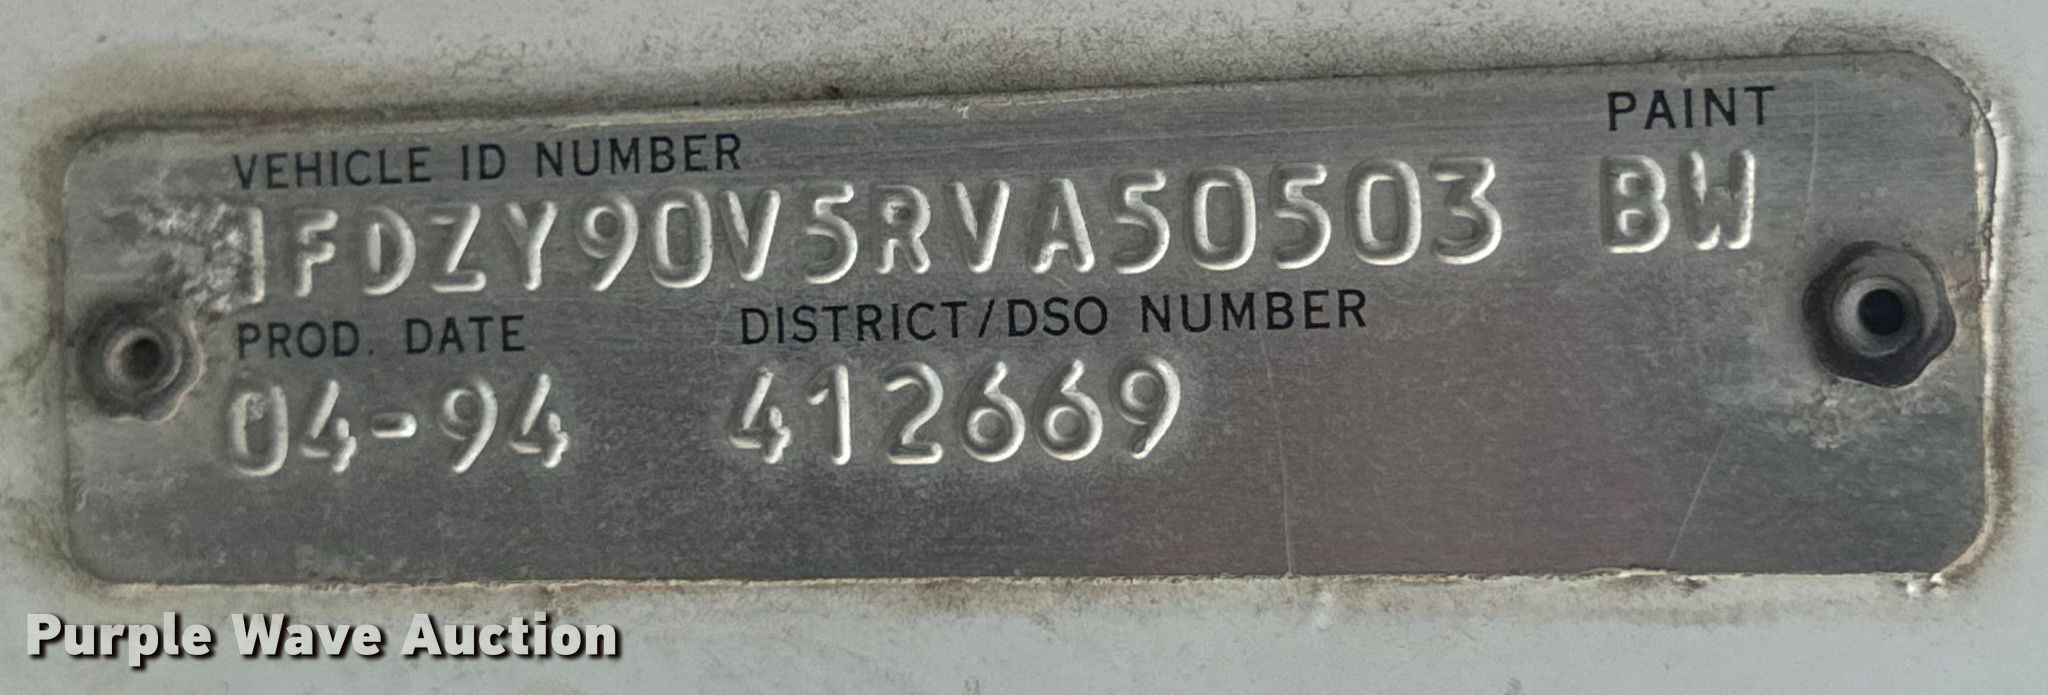 VEHICLE ID NUMBER PAINT
1FDZY90V5RVA50503 BW
PROD. DATE DISTRICT/DSO NUMBER
04-94 412669
Purple Wave Auction